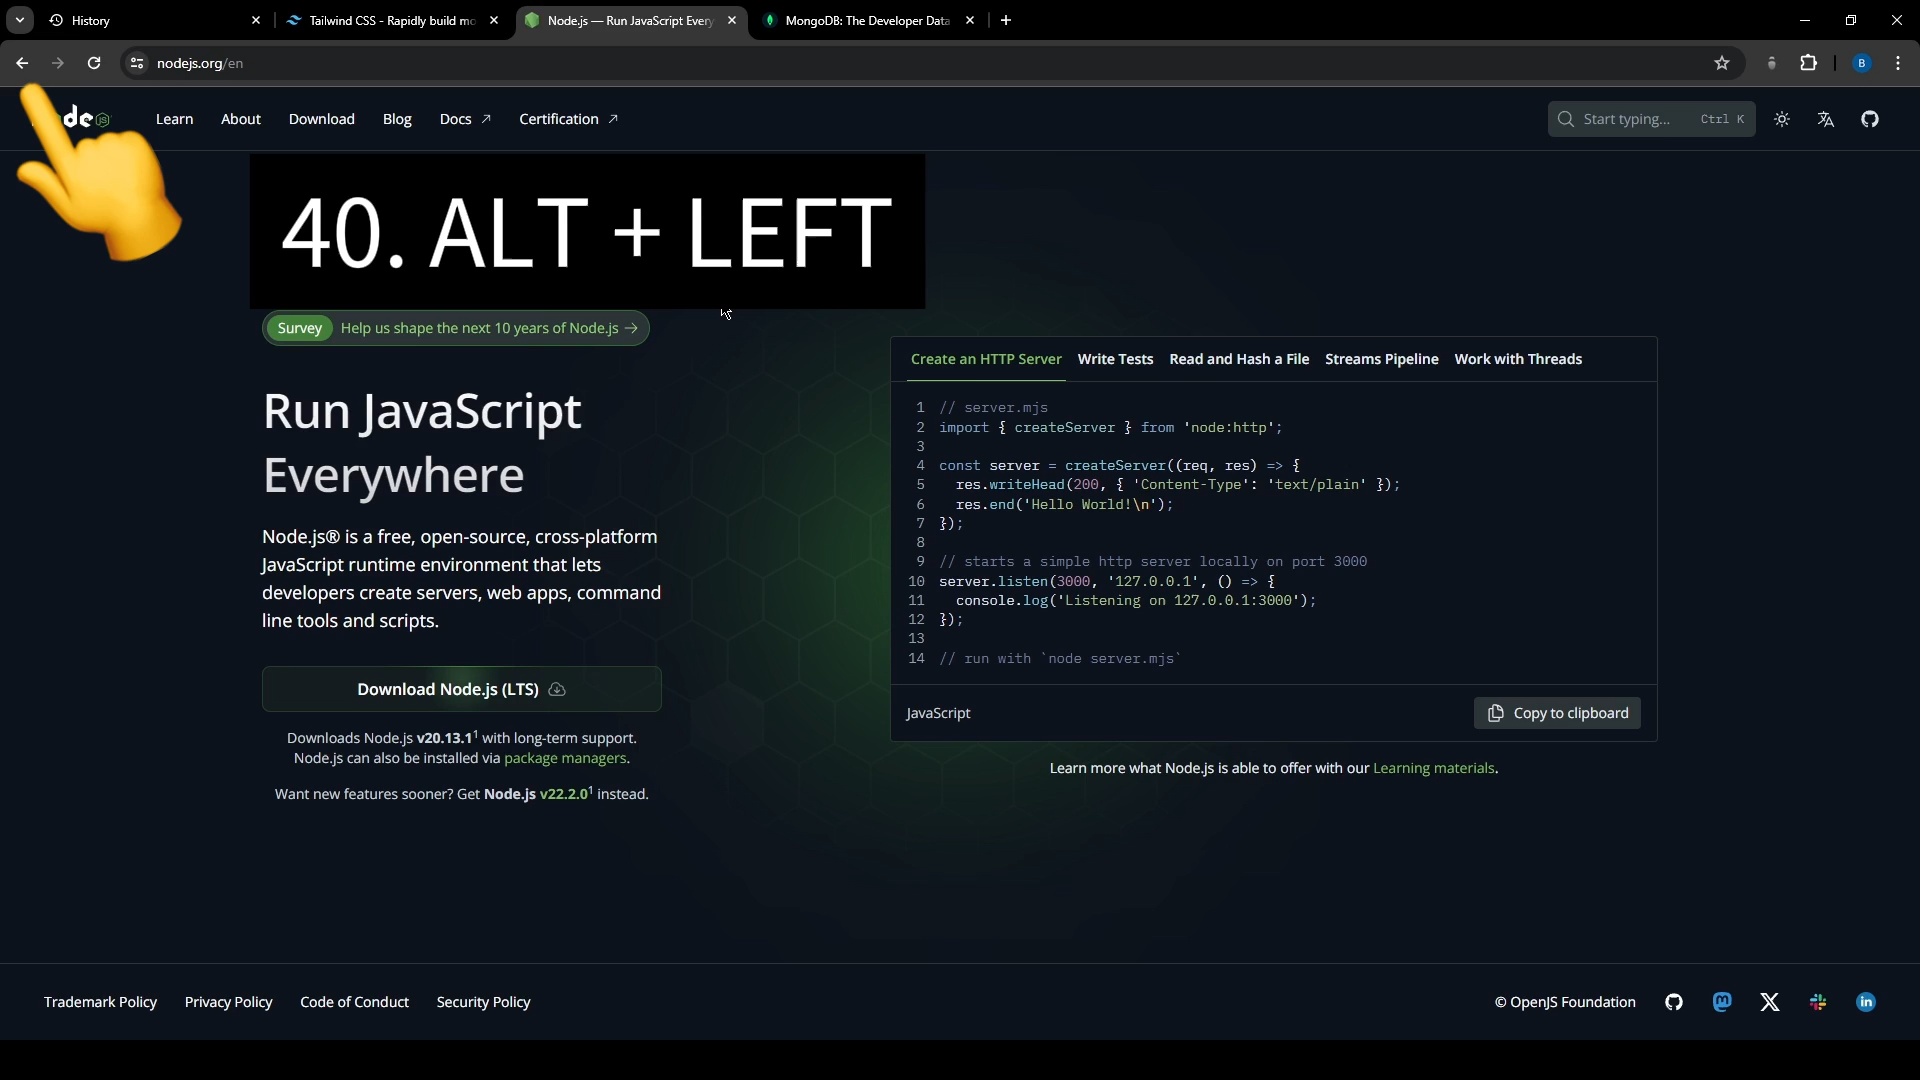 History
Tailwind CSS - Rapidly build mo
Node.js — Run JavaScript Every
MongoDB: The Developer Data
nodejs.org/en
B
de
JS
Learn
About
Download
Blog
Docs
Certification
Start typing...
Ctrl K
40. ALT + LEFT
Survey
Help us shape the next 10 years of Node.js →
Run JavaScript
Everywhere
Node.js® is a free, open-source, cross-platform
JavaScript runtime environment that lets
developers create servers, web apps, command
line tools and scripts.
Download Node.js (LTS)
Downloads Node.js v20.13.1¹ with long-term support.
Node.js can also be installed via package managers.
Want new features sooner? Get Node.js v22.2.0¹ instead.
Create an HTTP Server
Write Tests
Read and Hash a File
Streams Pipeline
Work with Threads
1 // server.mjs
2 import { createServer } from 'node:http';
3
4 const server = createServer((req, res) => {
5   res.writeHead(200, { 'Content-Type': 'text/plain' });
6   res.end('Hello World!\n');
7 });
8
9 // starts a simple http server locally on port 3000
10 server.listen(3000, '127.0.0.1', () => {
11   console.log('Listening on 127.0.0.1:3000');
12 });
13
14 // run with `node server.mjs`
JavaScript
Copy to clipboard
Learn more what Node.js is able to offer with our Learning materials.
Trademark Policy
Privacy Policy
Code of Conduct
Security Policy
© OpenJS Foundation
in